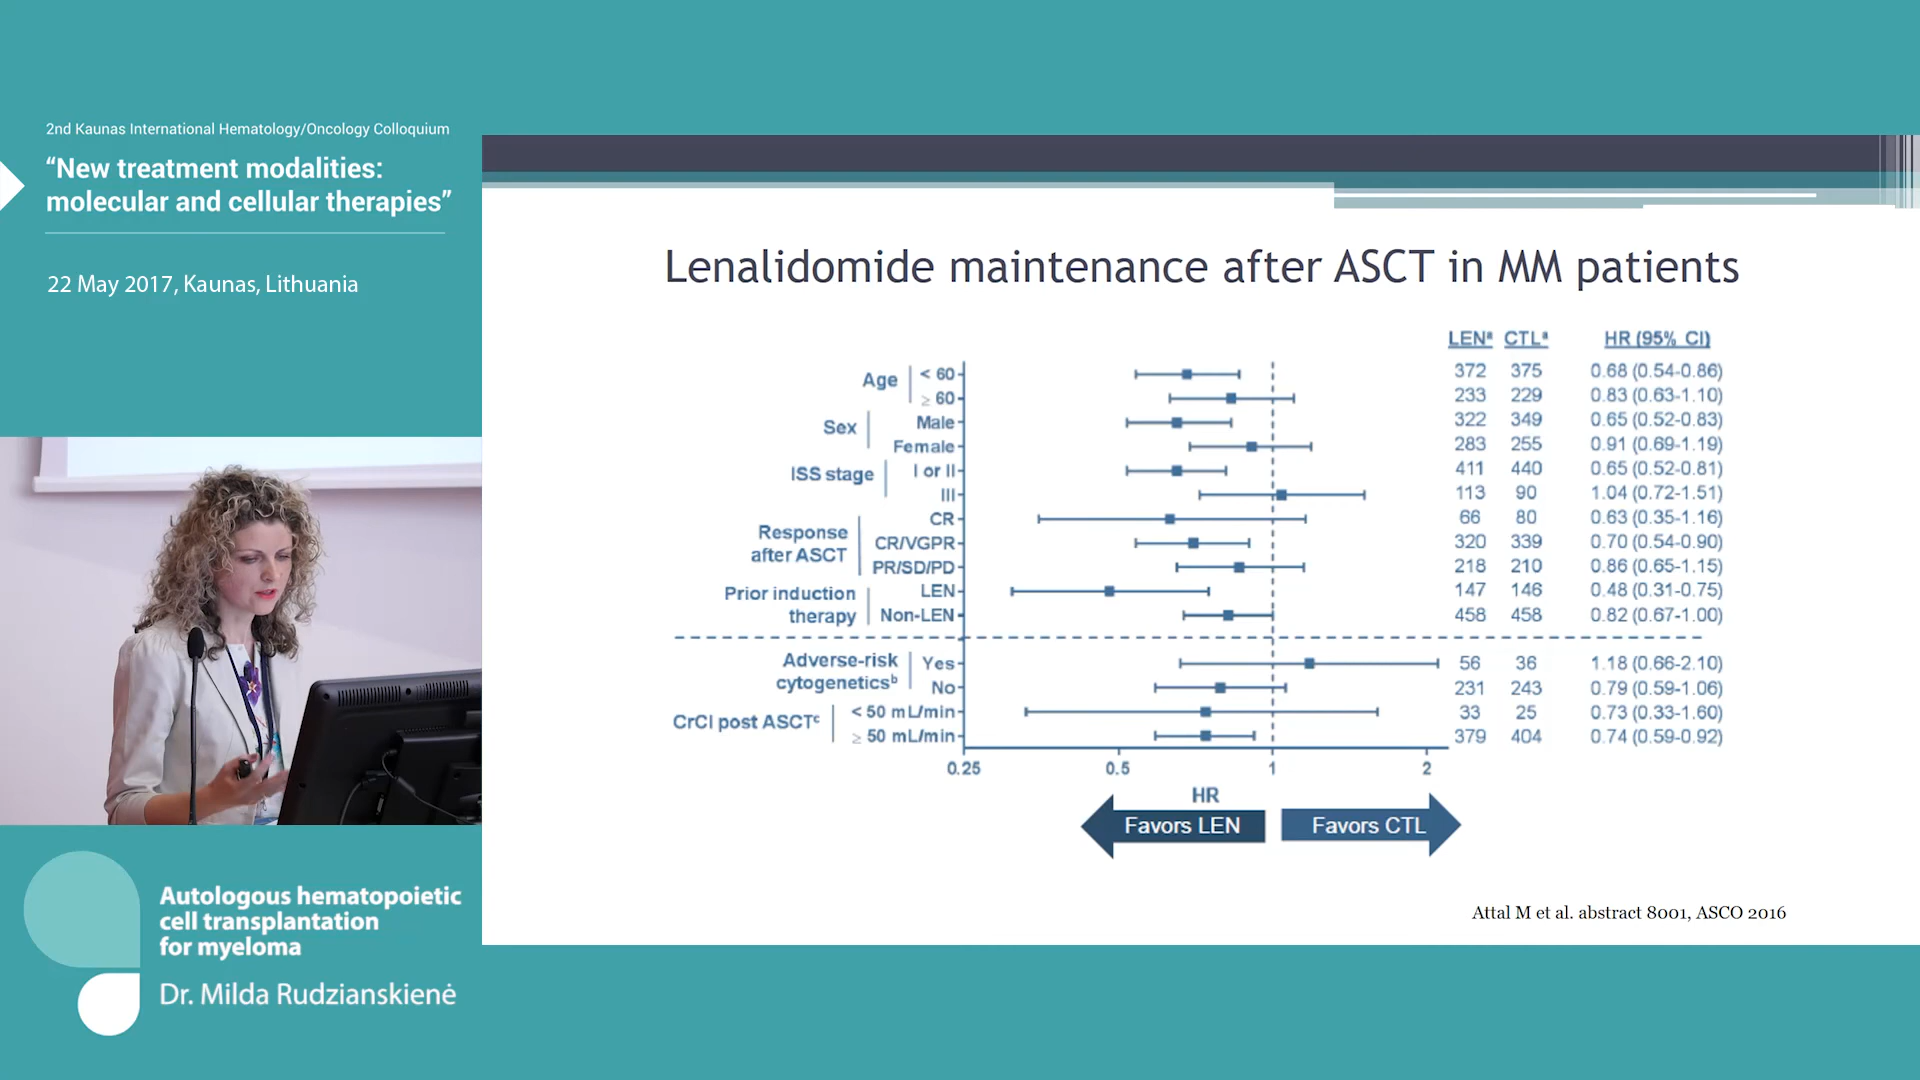 2nd Kaunas International Hematology/Oncology Colloquium
“New treatment modalities:
molecular and cellular therapies”
22 May 2017, Kaunas, Lithuania
Lenalidomide maintenance after ASCT in MM patients
LENᵃ CTLᵃ HR (95% CI)
Age < 60 372 375 0.68 (0.54-0.86)
≥ 60 233 229 0.83 (0.63-1.10)
Sex Male 322 349 0.65 (0.52-0.83)
Female 283 255 0.91 (0.69-1.19)
ISS stage I or II 411 440 0.65 (0.52-0.81)
III 113 90 1.04 (0.72-1.51)
Response after ASCT CR 66 80 0.63 (0.35-1.16)
CR/VGPR 320 339 0.70 (0.54-0.90)
PR/SD/PD 218 210 0.86 (0.65-1.15)
Prior induction therapy LEN 147 146 0.48 (0.31-0.75)
Non-LEN 458 458 0.82 (0.67-1.00)
Adverse-risk cytogeneticsᵇ Yes 56 36 1.18 (0.66-2.10)
No 231 243 0.79 (0.59-1.06)
CrCl post ASCTᶜ < 50 mL/min 33 25 0.73 (0.33-1.60)
≥ 50 mL/min 379 404 0.74 (0.59-0.92)
0.25 0.5 1 2
HR
Favors LEN Favors CTL
Attal M et al. abstract 8001, ASCO 2016
Autologous hematopoietic
cell transplantation
for myeloma
Dr. Milda Rudzianskienė